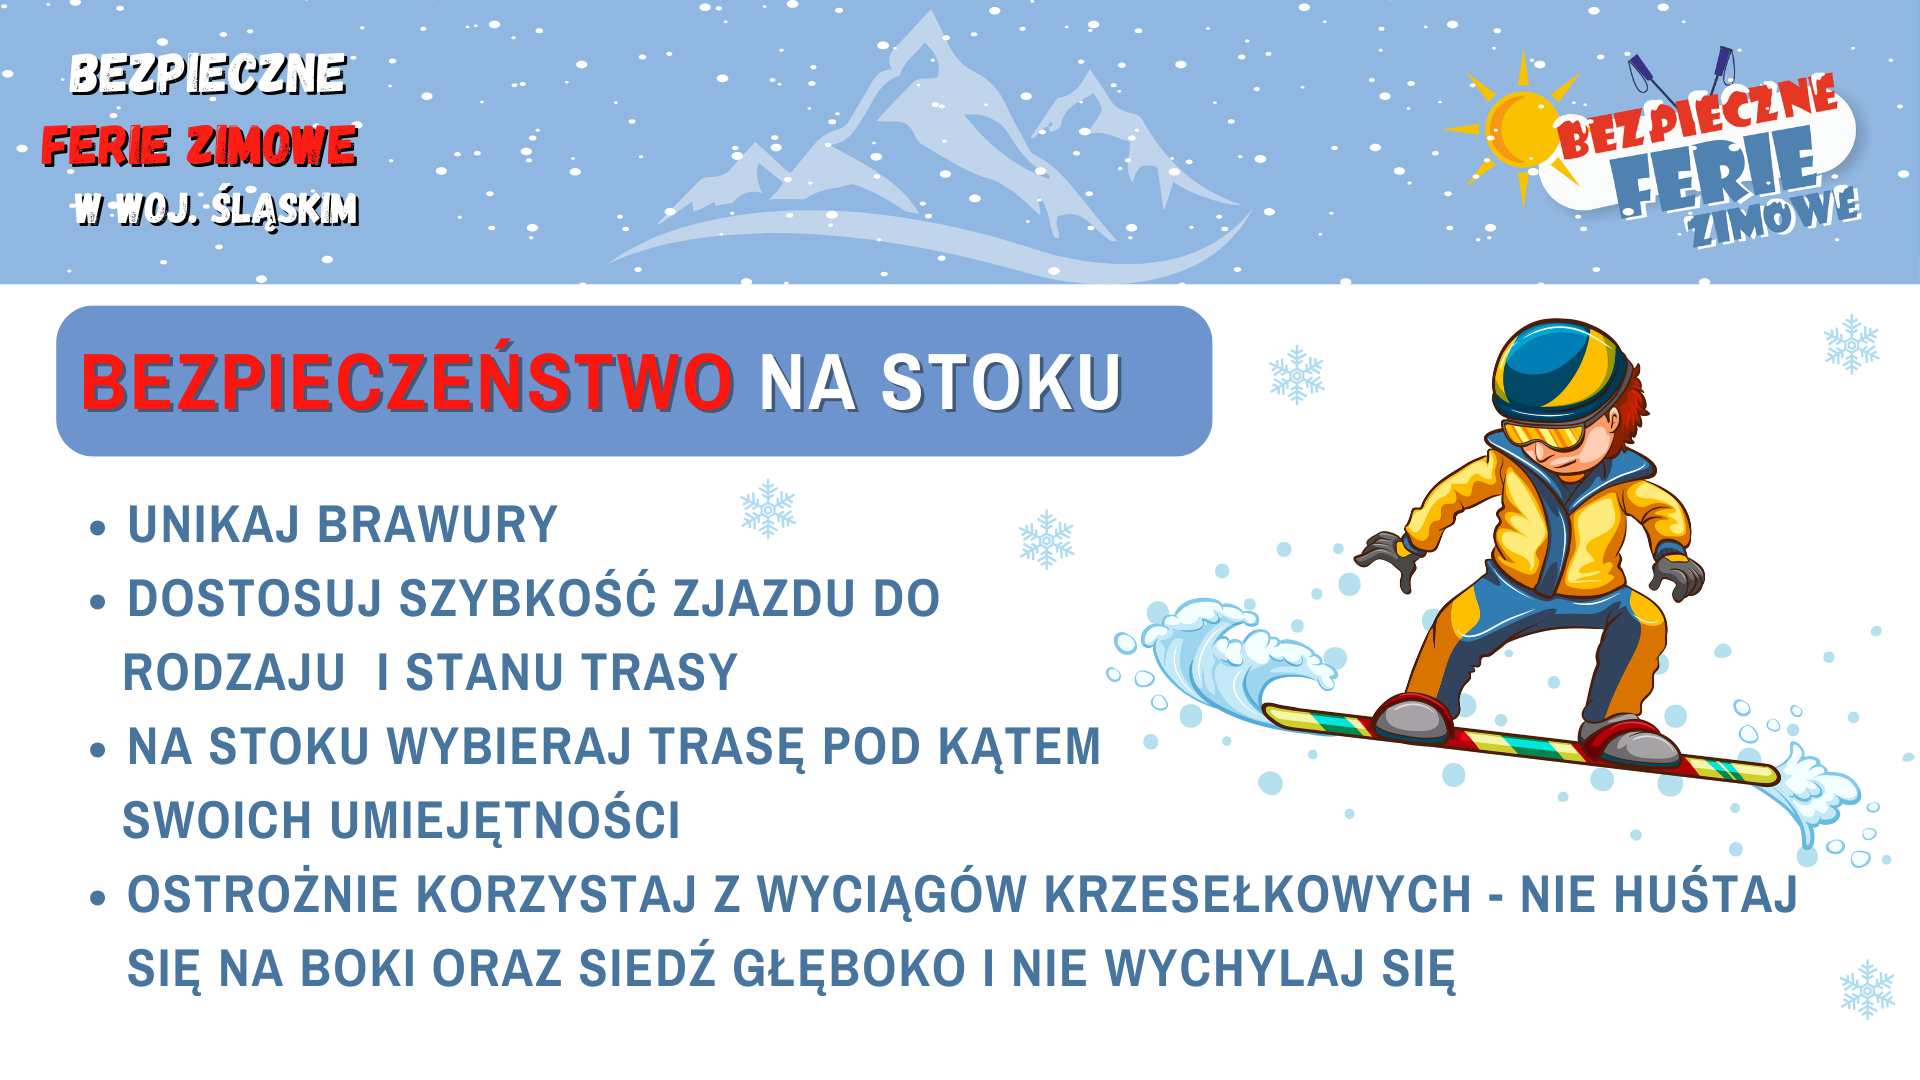 BEZPIECZNE
FERIE ZIMOWE
W WOJ. ŚLĄSKIM
BEZPIECZNE
FERIE
ZIMOWE
BEZPIECZEŃSTWO NA STOKU
• UNIKAJ BRAWURY
• DOSTOSUJ SZYBKOŚĆ ZJAZDU DO
RODZAJU I STANU TRASY
• NA STOKU WYBIERAJ TRASĘ POD KĄTEM
SWOICH UMIEJĘTNOŚCI
• OSTROŻNIE KORZYSTAJ Z WYCIĄGÓW KRZESEŁKOWYCH - NIE HUŚTAJ
SIĘ NA BOKI ORAZ SIEDŹ GŁĘBOKO I NIE WYCHYLAJ SIĘ